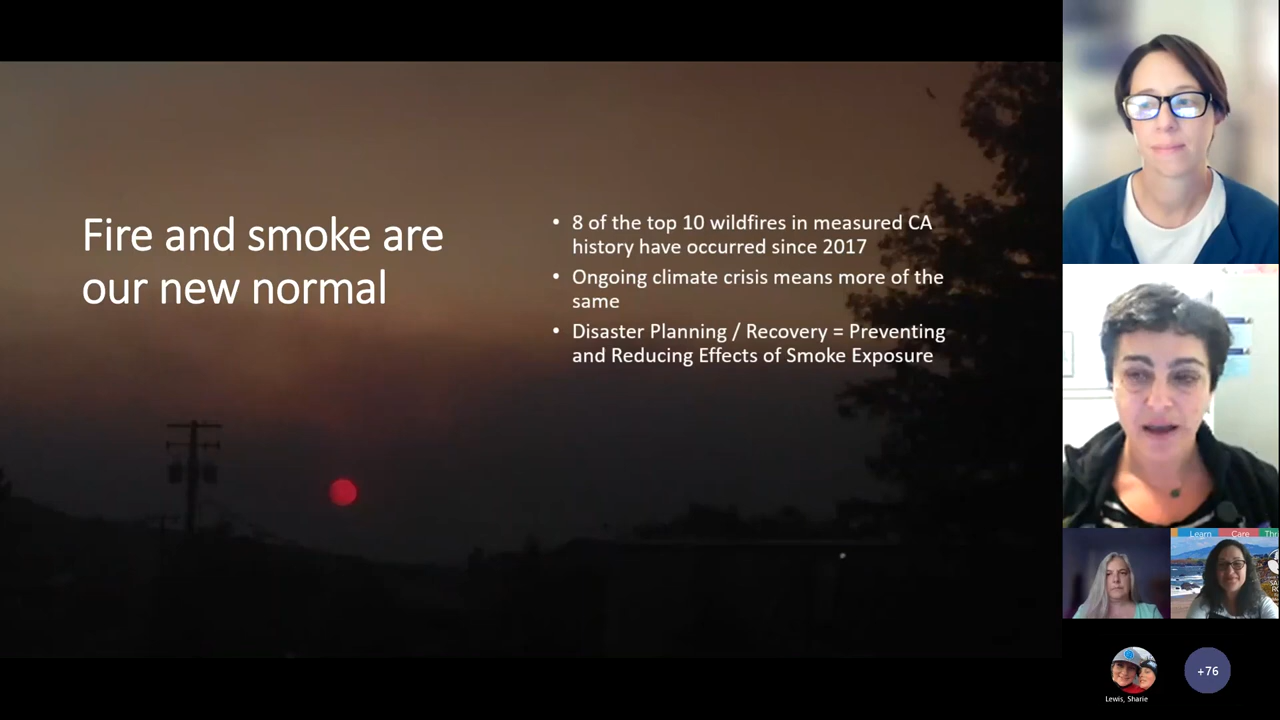 Fire and smoke are
our new normal
• 8 of the top 10 wildfires in measured CA
history have occurred since 2017
• Ongoing climate crisis means more of the
same
• Disaster Planning / Recovery = Preventing
and Reducing Effects of Smoke Exposure
Learn Care
Lewis, Sharie
+76